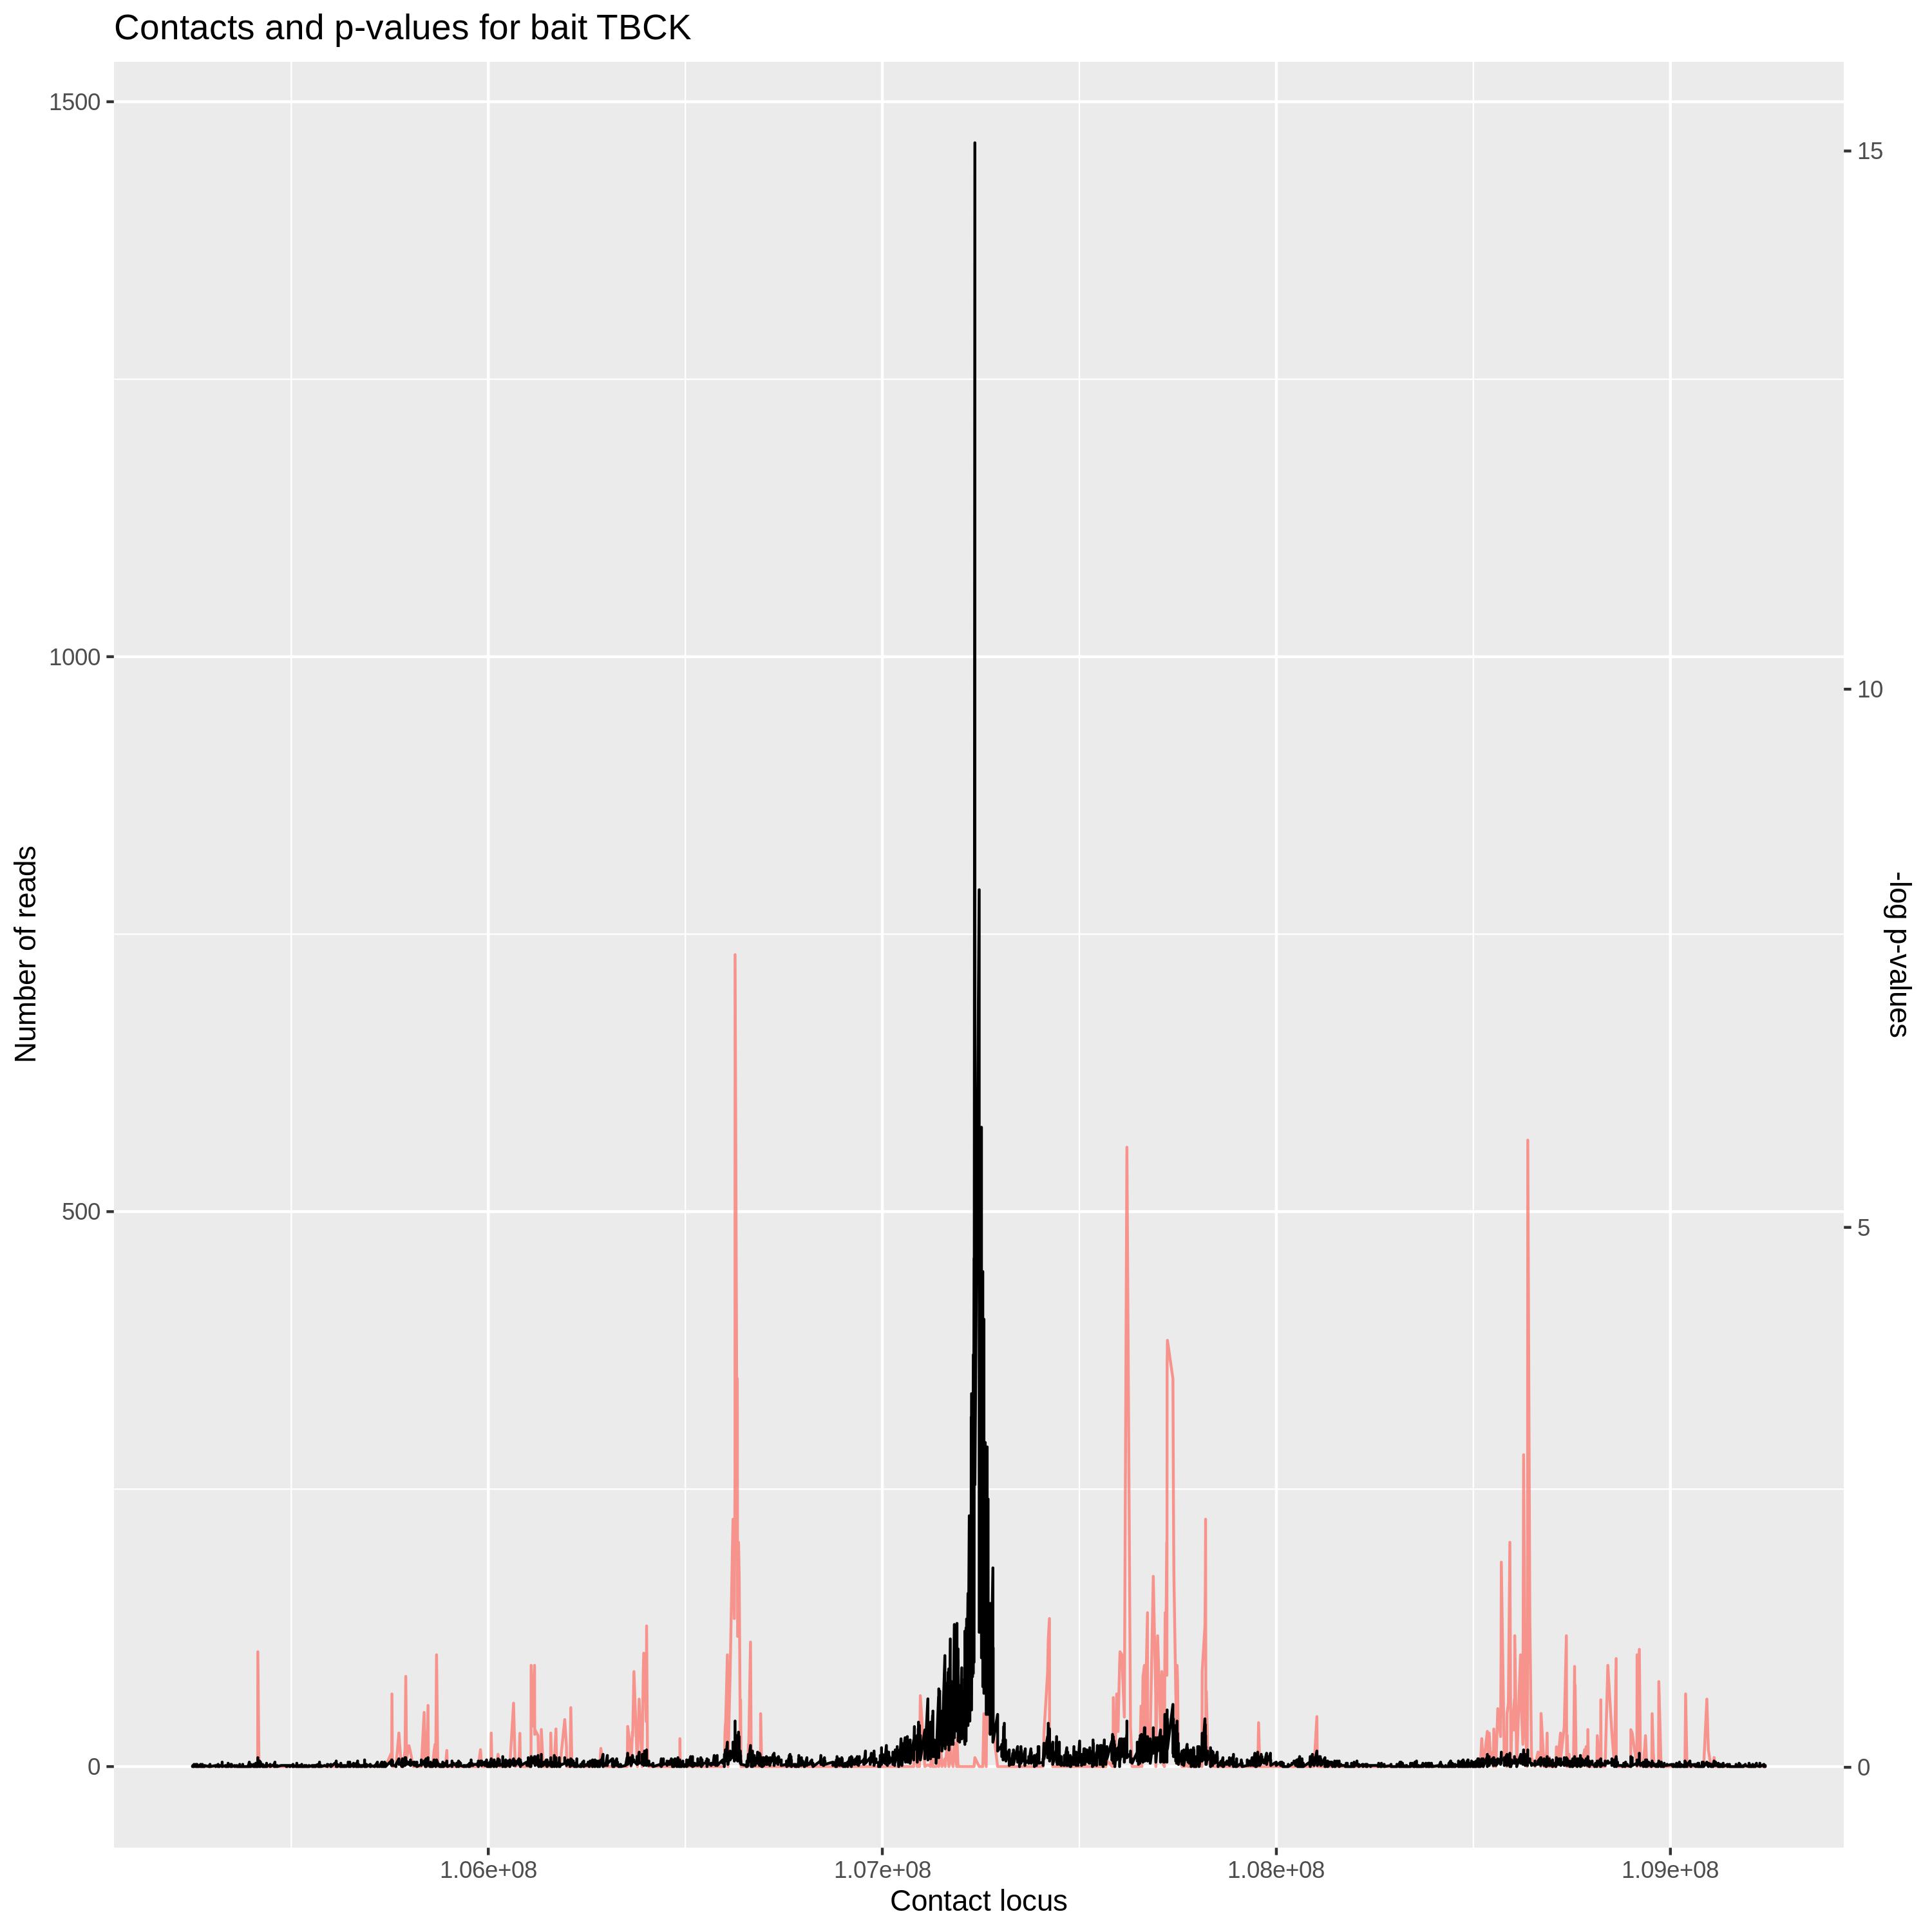 Contacts and p-values for bait TBCK
1500
1000
500
0
Number of reads
15
10
5
0
-log p-values
1.06e+08
1.07e+08
1.08e+08
1.09e+08
Contact locus